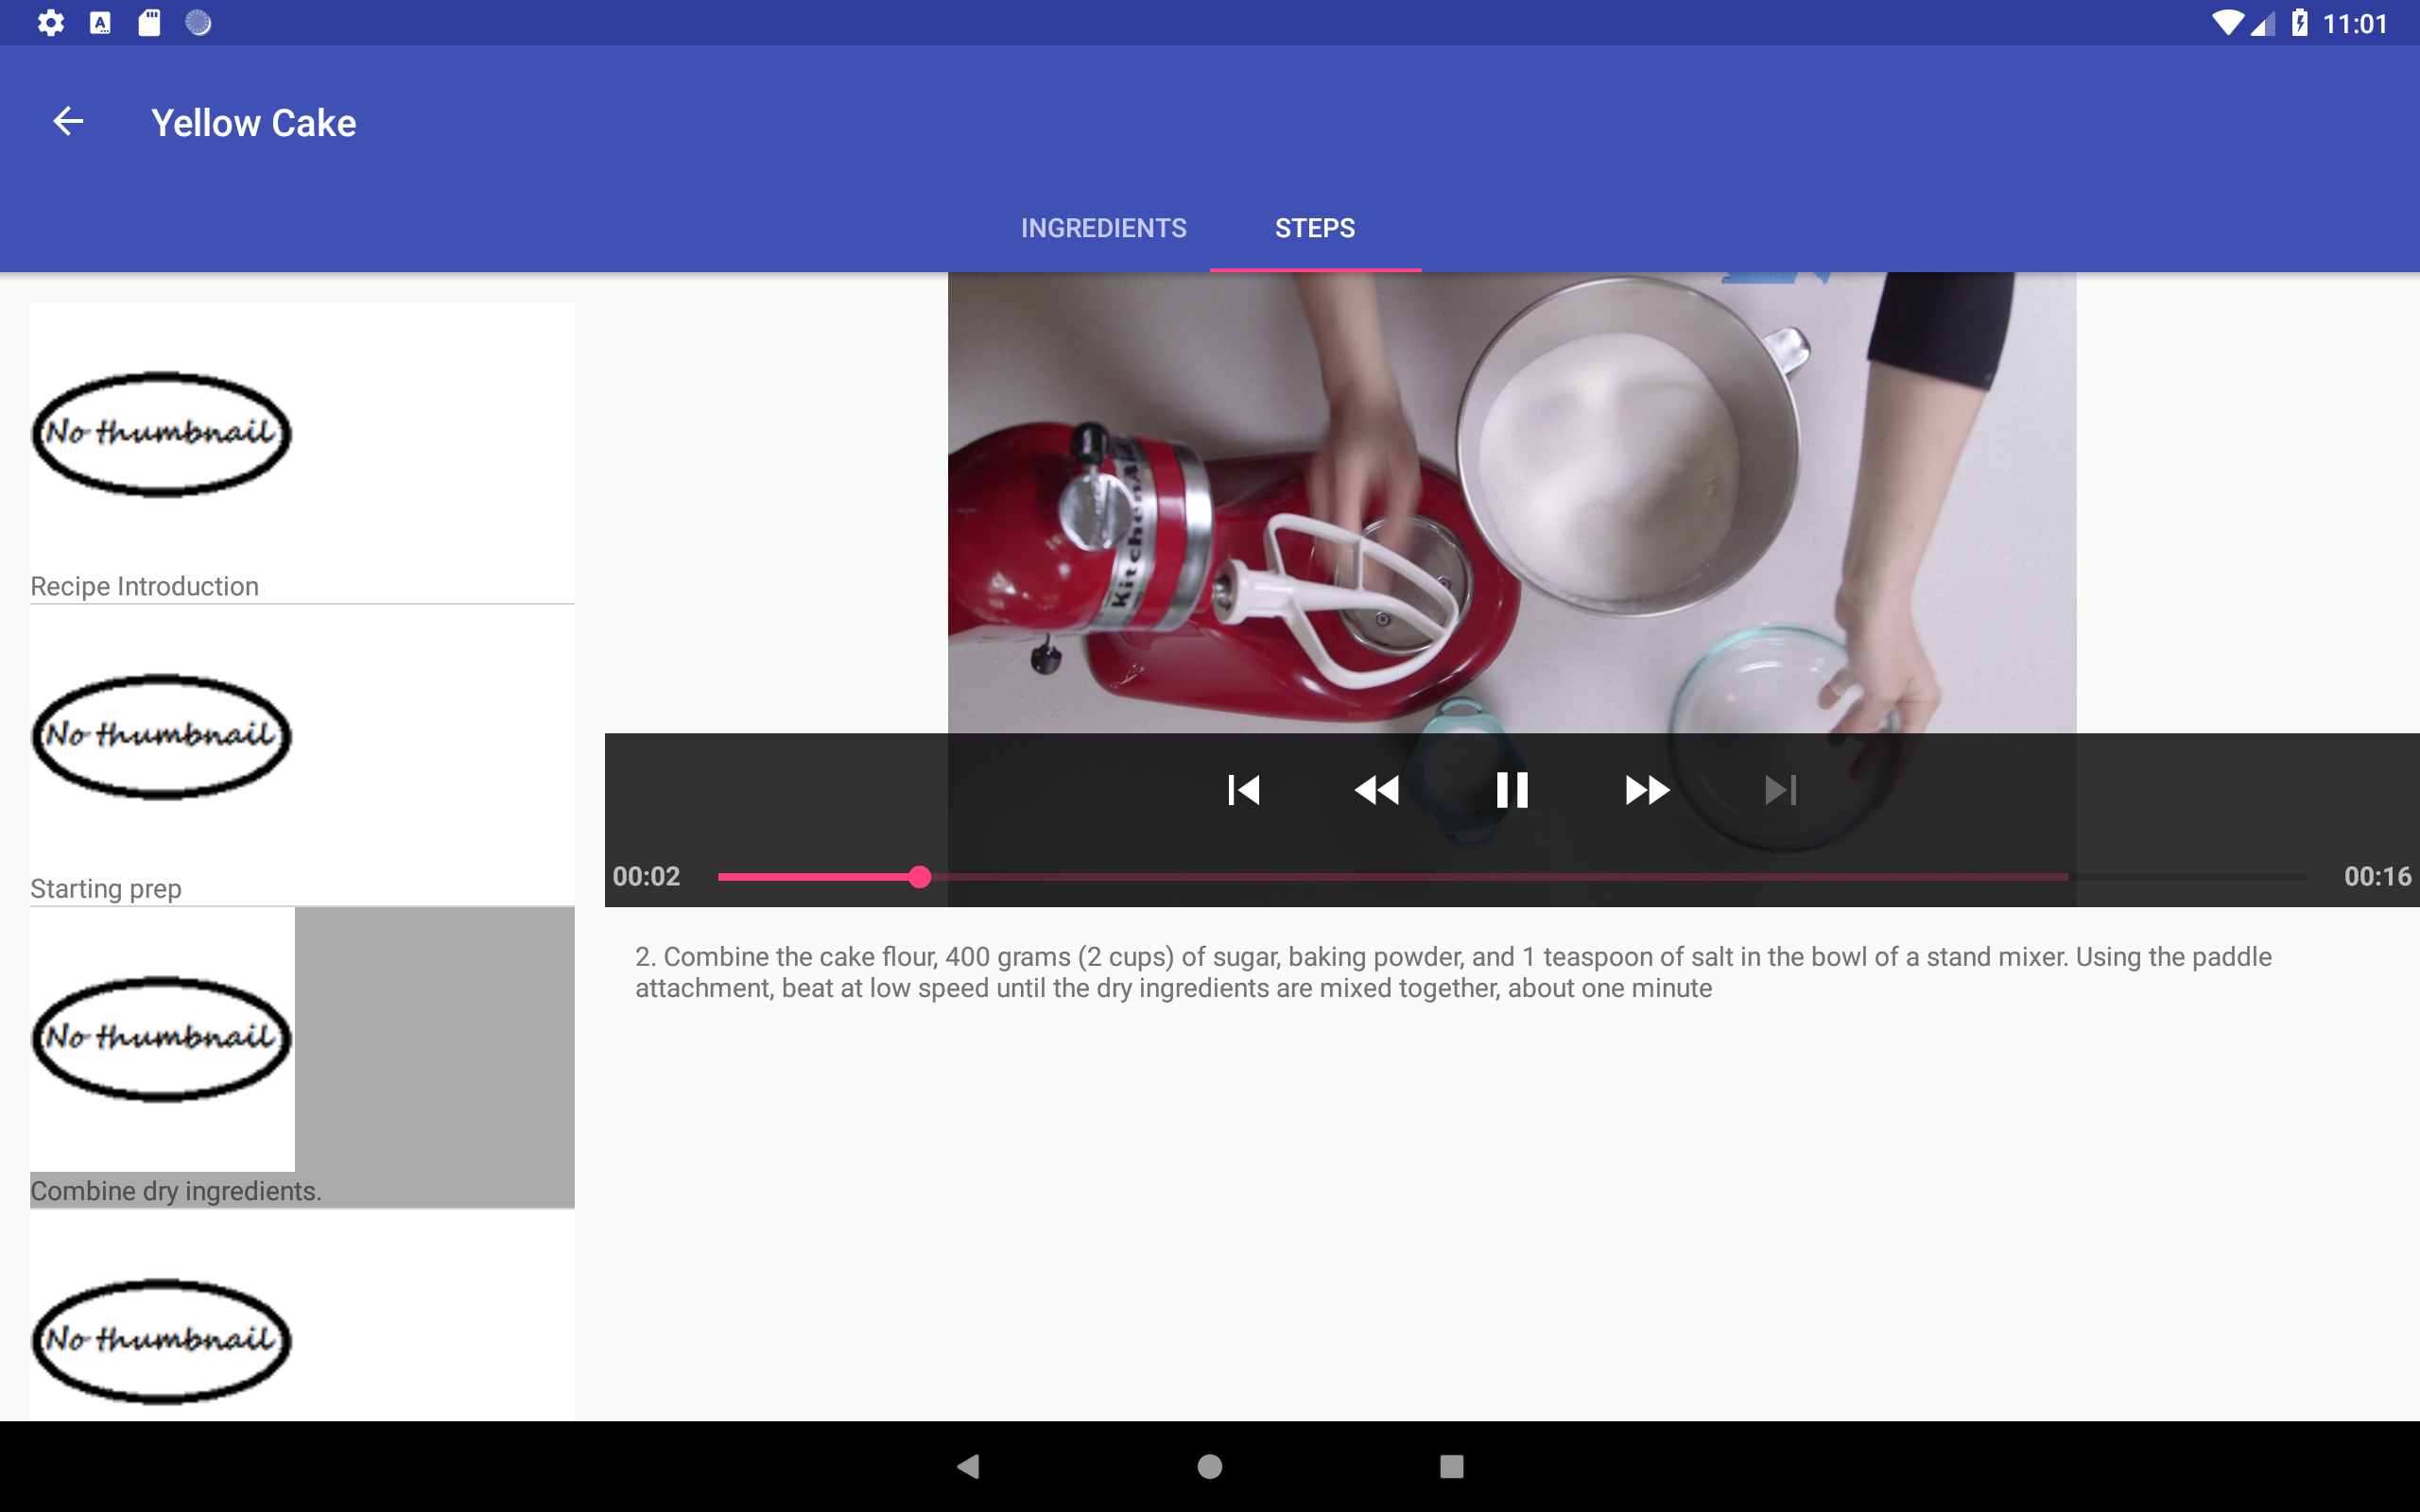 11:01
Yellow Cake
INGREDIENTS
STEPS
No thumbnail
Recipe Introduction
No thumbnail
Starting prep
No thumbnail
Combine dry ingredients.
No thumbnail
KitchenAid
00:02
00:16
2. Combine the cake flour, 400 grams (2 cups) of sugar, baking powder, and 1 teaspoon of salt in the bowl of a stand mixer. Using the paddle
attachment, beat at low speed until the dry ingredients are mixed together, about one minute